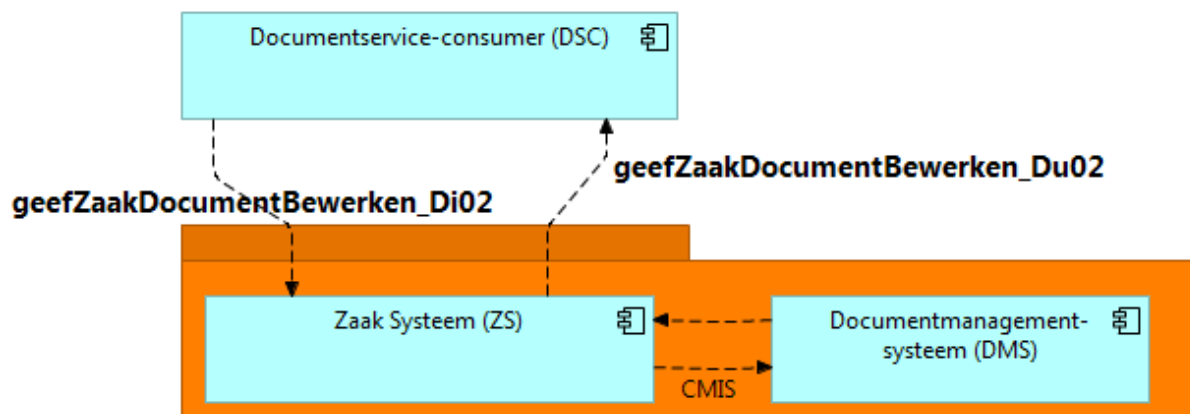 Documentservice-consumer (DSC)
geefZaakDocumentBewerken_Du02
geefZaakDocumentBewerken_Di02
Zaak Systeem (ZS)
Documentmanagement-
systeem (DMS)
CMIS